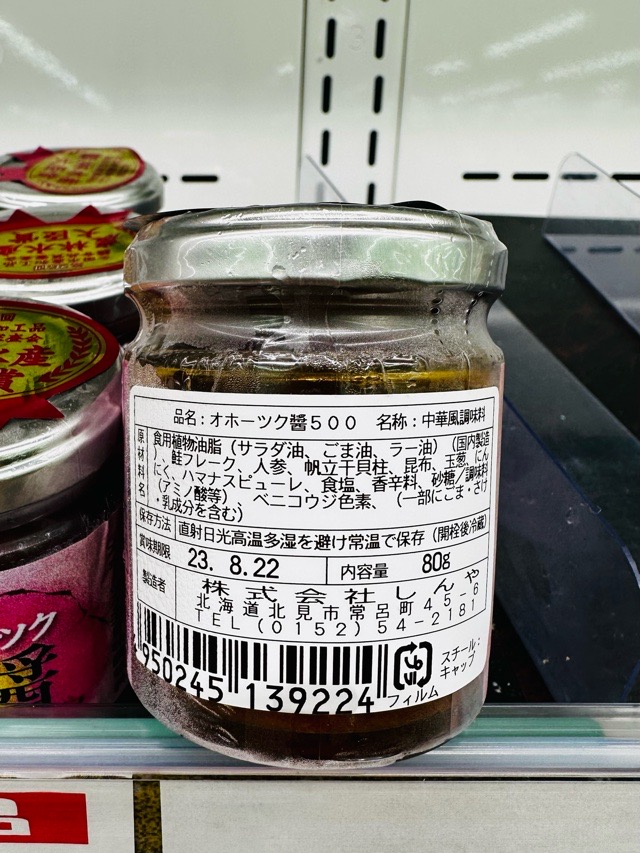 品名：オホーツク醤500 名称：中華風調味料
原材料名
食用植物油脂（サラダ油、ごま油、ラー油）（国内製造
）、鮭フレーク、人参、帆立干貝柱、昆布、玉葱、にん
にく、ハマナスピューレ、食塩、香辛料、砂糖／調味料
（アミノ酸等）、ベニコウジ色素、（一部にごま・さけ
・乳成分を含む）
保存方法 直射日光高温多湿を避け常温で保存（開栓後冷蔵）
賞味期限 23. 8.22 内容量 80g
製造者 株式会社しんや
北海道北見市常呂町45-6
TEL(0152)54-2181
950245 139224
プラ
フィルム
スチール：
キャップ